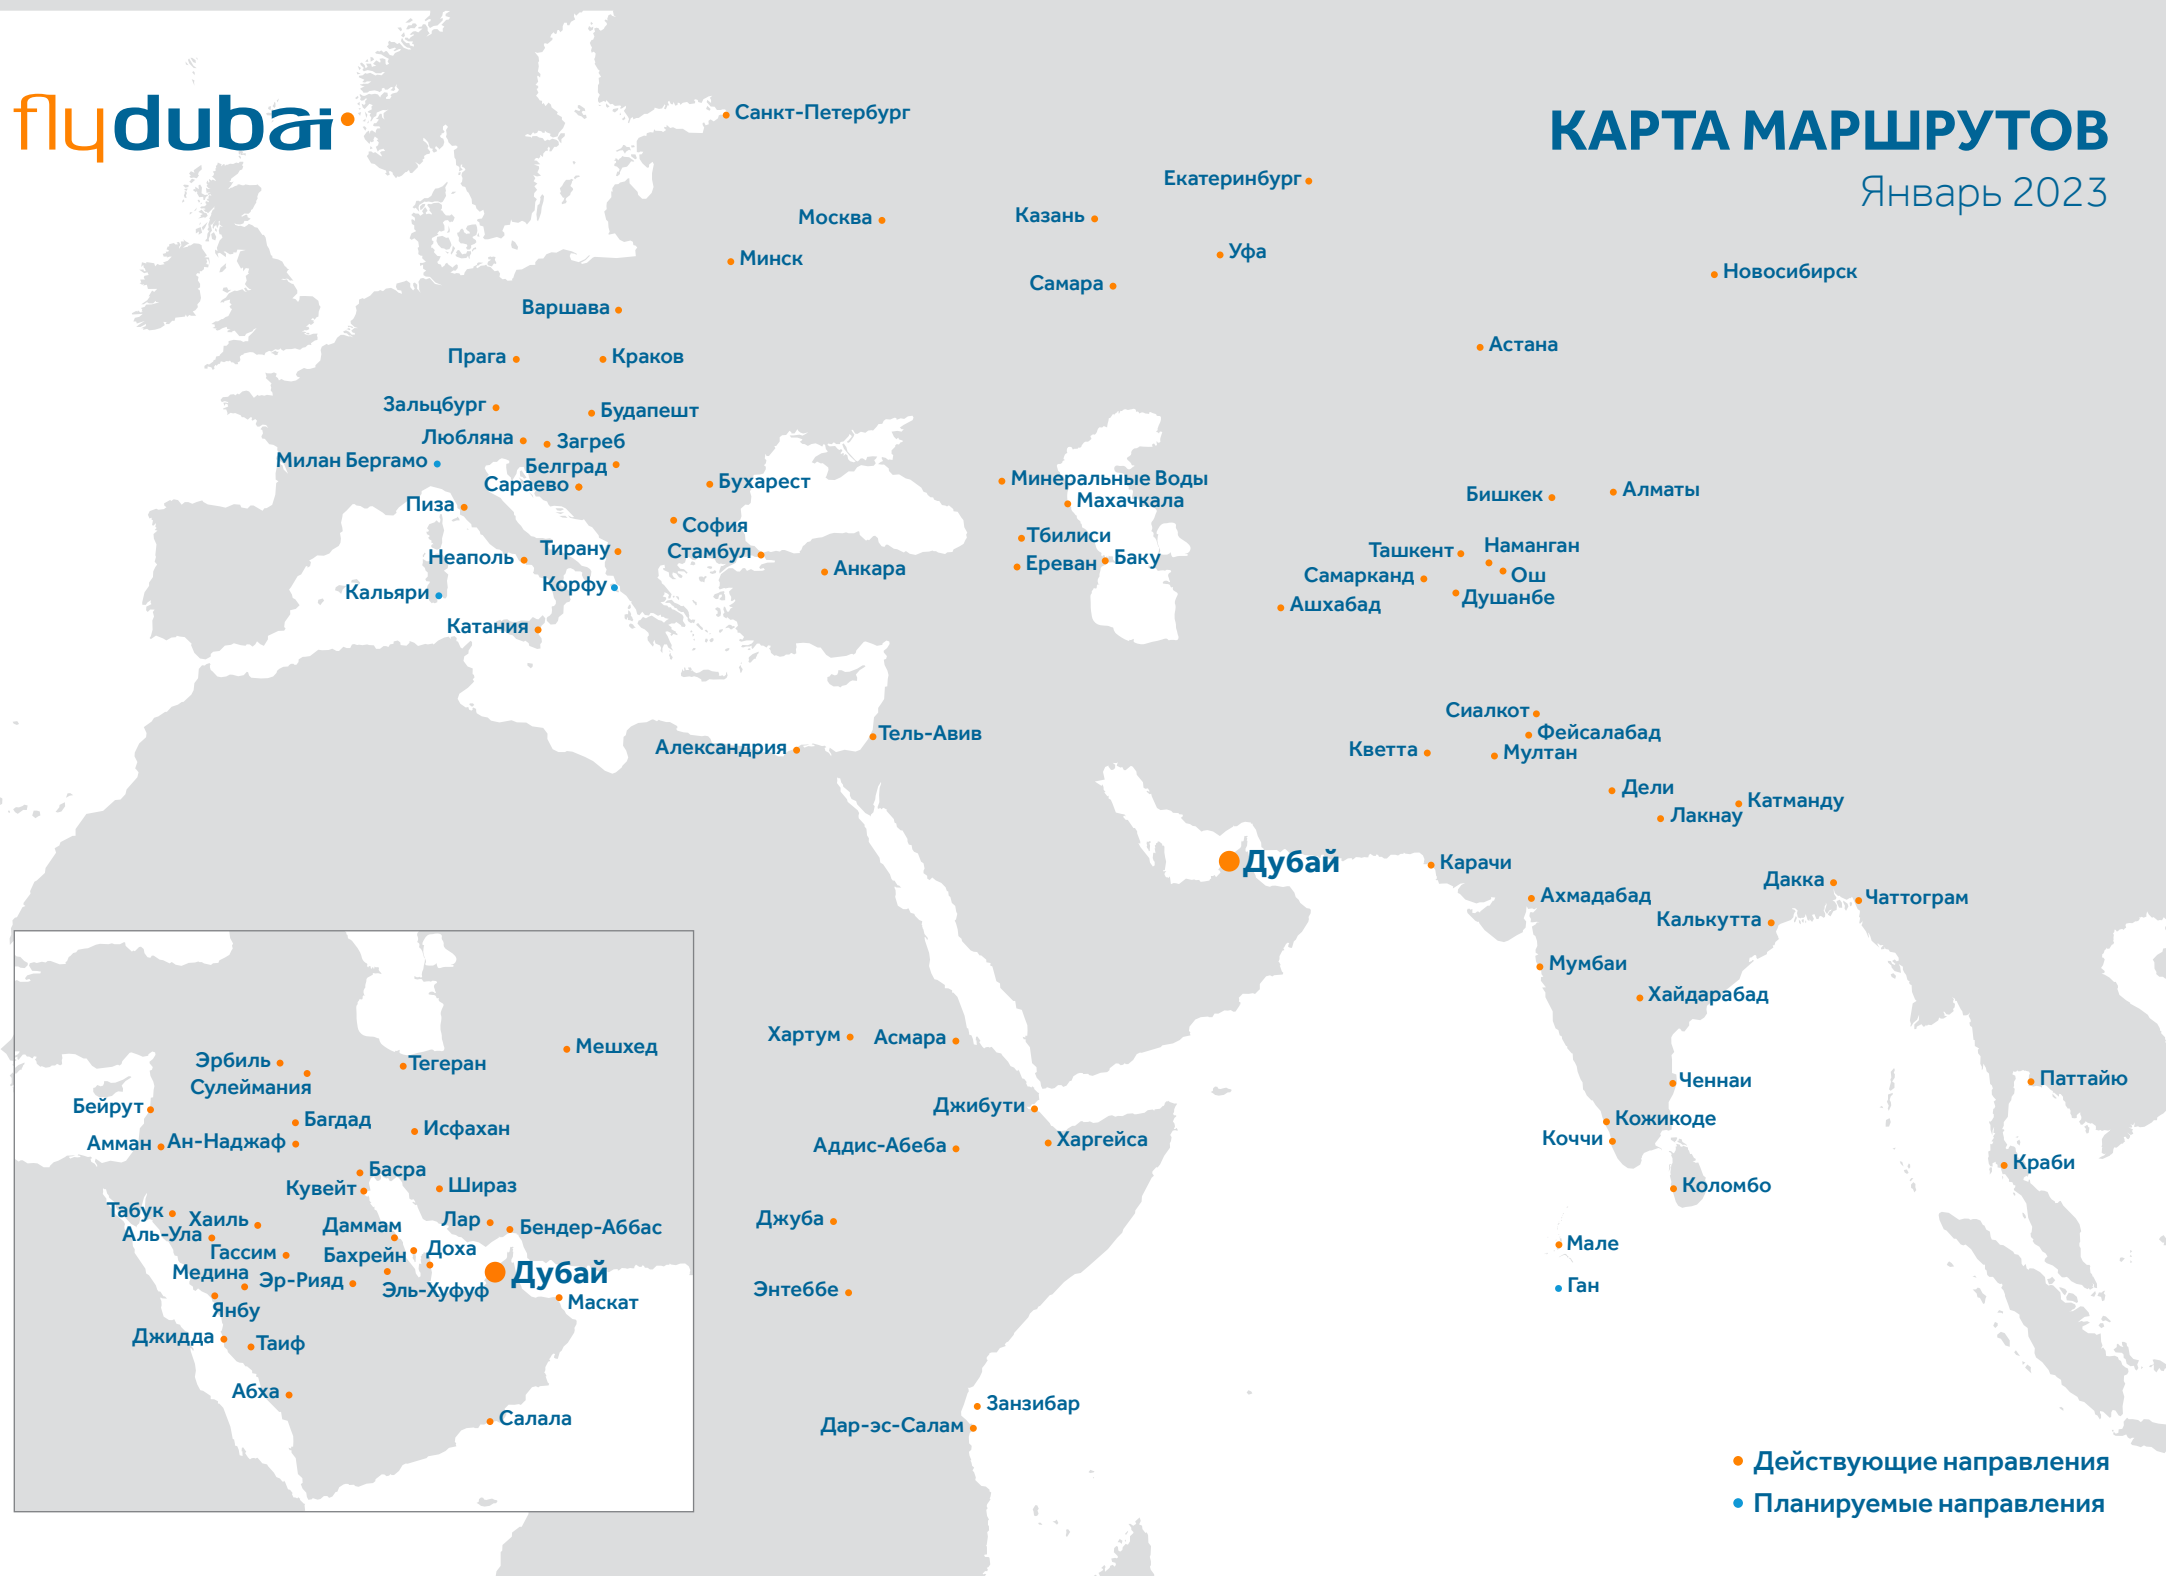 flydubai
КАРТА МАРШРУТОВ
Январь 2023
Санкт-Петербург
Екатеринбург
Москва
Казань
Уфа
Минск
Самара
Новосибирск
Варшава
Астана
Прага
Краков
Зальцбург
Будапешт
Любляна
Загреб
Милан Бергамо
Белград
Сараево
Бухарест
Минеральные Воды
Махачкала
Бишкек
Алматы
Пиза
София
Стамбул
Тбилиси
Ереван
Баку
Ташкент
Наманган
Неаполь
Тирану
Анкара
Самарканд
Ош
Кальяри
Корфу
Душанбе
Ашхабад
Катания
Сиалкот
Фейсалабад
Тель-Авив
Александрия
Кветта
Мултан
Дели
Катманду
Лакнау
Дубай
Карачи
Дакка
Чаттограм
Ахмадабад
Калькутта
Мумбаи
Хайдарабад
Хартум
Асмара
Ченнаи
Паттайю
Джибути
Кожикоде
Коччи
Аддис-Абеба
Харгейса
Краби
Коломбо
Джуба
Мале
Энтеббе
Ган
Занзибар
Дар-эс-Салам
Мешхед
Эрбиль
Тегеран
Сулеймания
Бейрут
Багдад
Исфахан
Амман
Ан-Наджаф
Басра
Кувейт
Шираз
Табук
Хаиль
Даммам
Лар
Бендер-Аббас
Аль-Ула
Гассим
Бахрейн
Доха
Медина
Эр-Рияд
Эль-Хуфуф
Дубай
Янбу
Маскат
Джидда
Таиф
Абха
Салала
Действующие направления
Планируемые направления